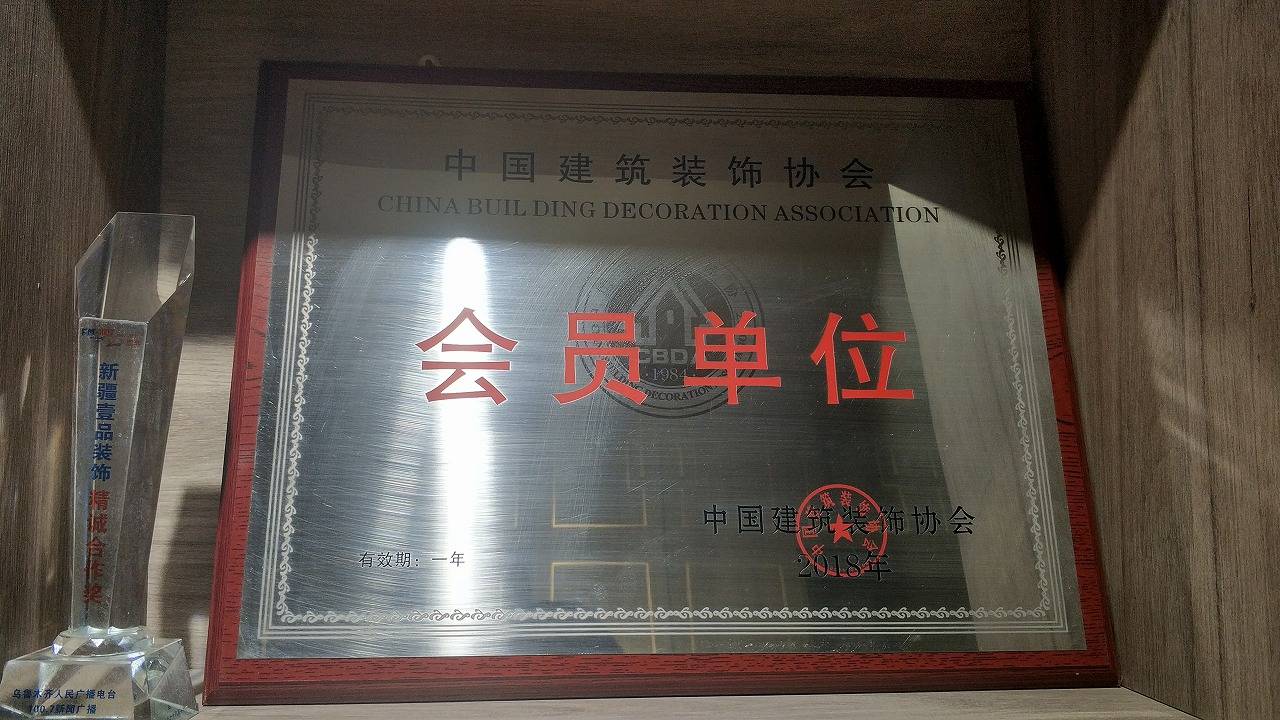 中国建筑装饰协会
CHINA BUILDING DECORATION ASSOCIATION
CBDA
·1984·
会员单位
有效期：一年
中国建筑装饰协会
2018年
新疆壹品装饰
精诚合作奖
乌鲁木齐人民广播电台
100.7新闻广播